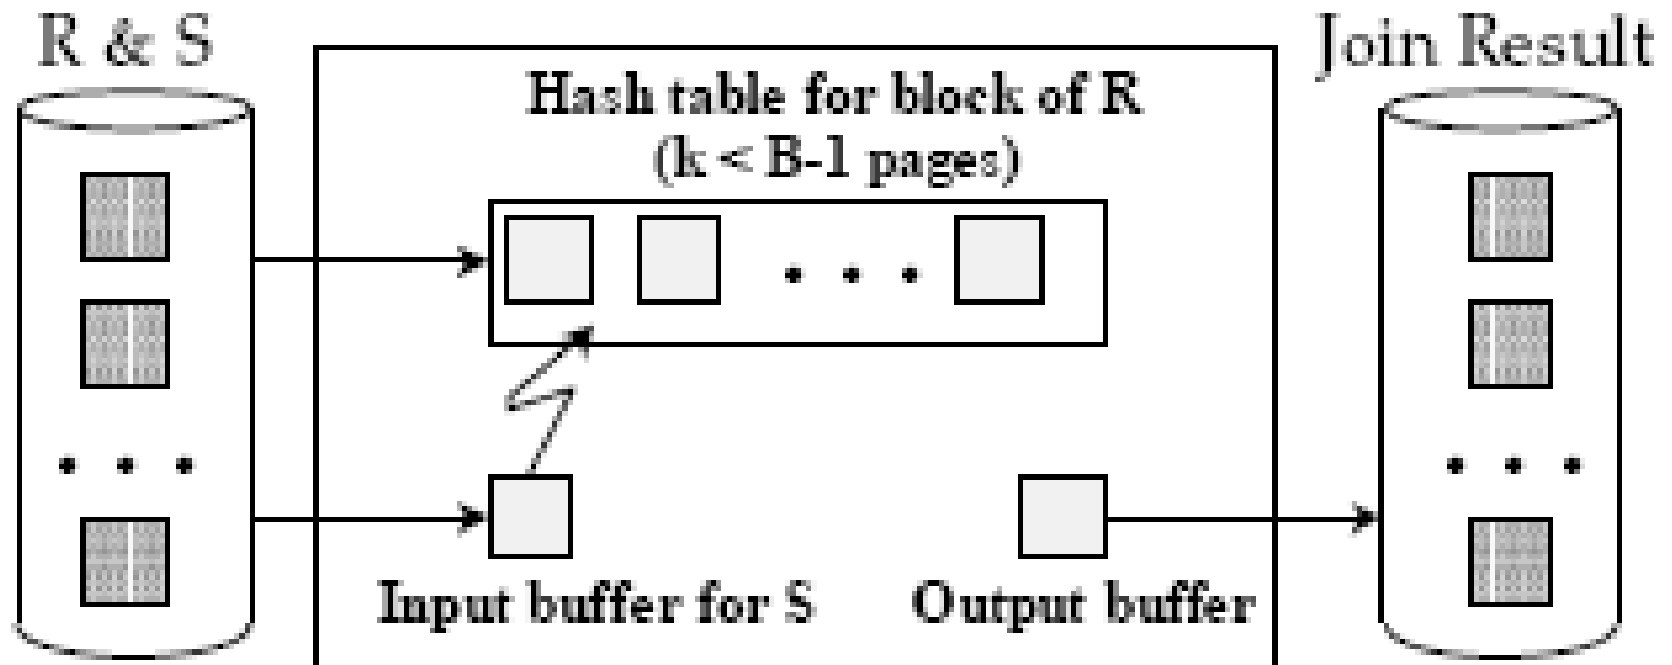 R & S
Join Result
Hash table for block of R
(k < B-1 pages)
Input buffer for S
Output buffer